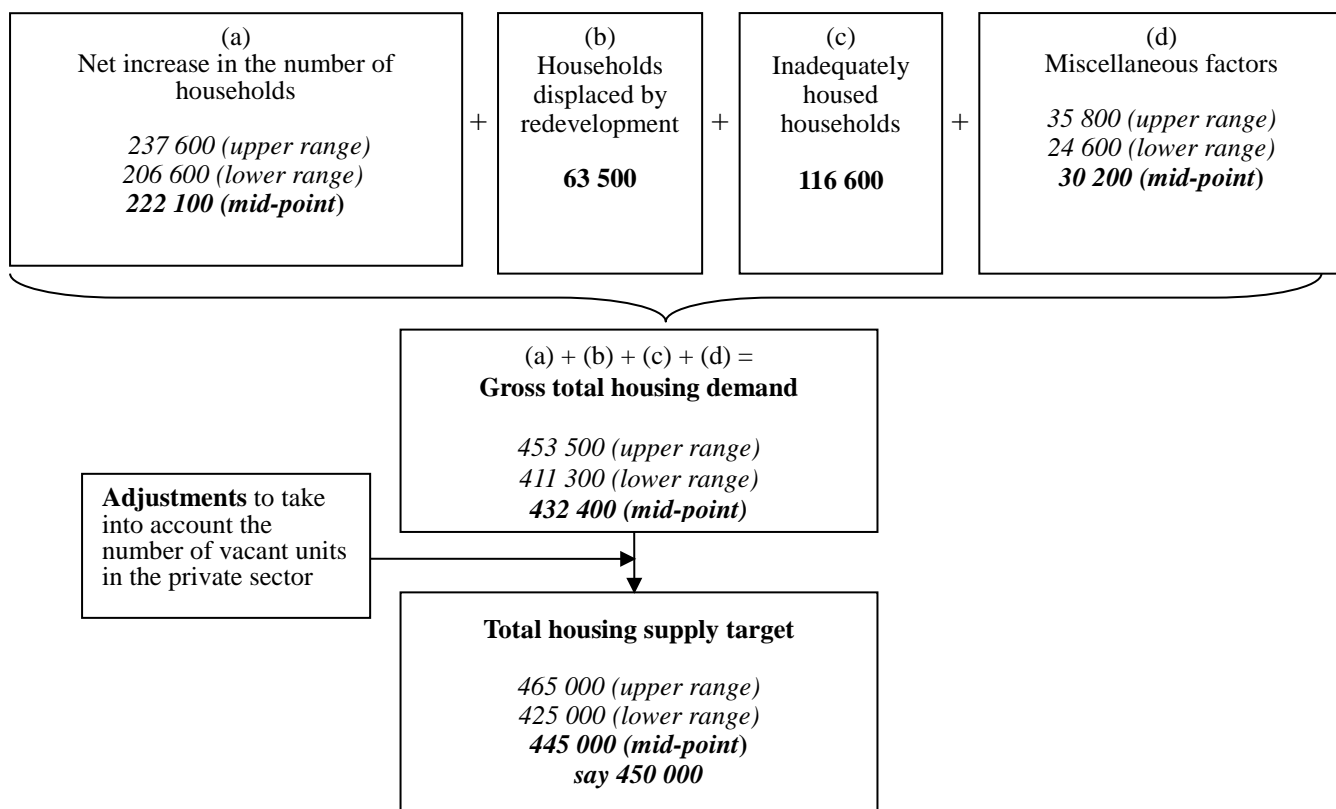 (a)
Net increase in the number of
households
237 600 (upper range)
206 600 (lower range)
222 100 (mid-point)
+
(b)
Households
displaced by
redevelopment
63 500
+
(c)
Inadequately
housed
households
116 600
+
(d)
Miscellaneous factors
35 800 (upper range)
24 600 (lower range)
30 200 (mid-point)
(a) + (b) + (c) + (d) =
Gross total housing demand
453 500 (upper range)
411 300 (lower range)
432 400 (mid-point)
Adjustments to take
into account the
number of vacant units
in the private sector
Total housing supply target
465 000 (upper range)
425 000 (lower range)
445 000 (mid-point)
say 450 000